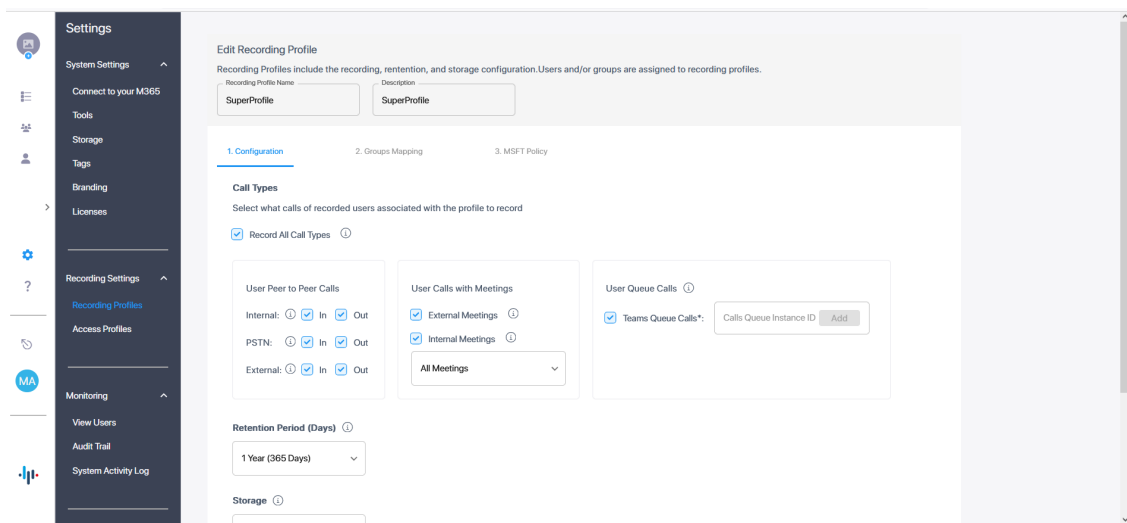 Settings
System Settings
Connect to your M365
Tools
Storage
Tags
Branding
Licenses
?
Recording Settings
Recording Profiles
Access Profiles
MA
Monitoring
View Users
Audit Trail
System Activity Log
Edit Recording Profile
Recording Profiles include the recording, rentention, and storage configuration.Users and/or groups are assigned to recording profiles.
Recording Profile Name
SuperProfile
Description
SuperProfile
1. Configuration
2. Groups Mapping
3. MSFT Policy
Call Types
Select what calls of recorded users associated with the profile to record
Record All Call Types
User Peer to Peer Calls
Internal: In Out
PSTN: In Out
External: In Out
User Calls with Meetings
External Meetings
Internal Meetings
All Meetings
User Queue Calls
Teams Queue Calls*: Calls Queue Instance ID Add
Retention Period (Days)
1 Year (365 Days)
Storage